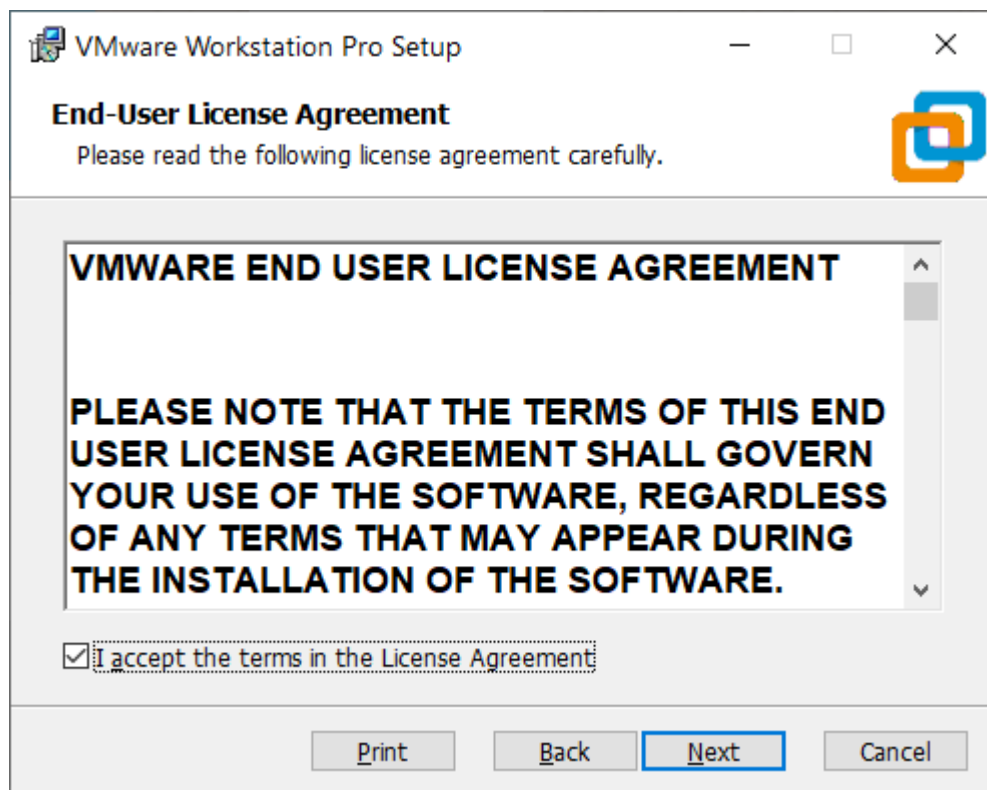 VMware Workstation Pro Setup
End-User License Agreement
Please read the following license agreement carefully.
VMWARE END USER LICENSE AGREEMENT
PLEASE NOTE THAT THE TERMS OF THIS END
USER LICENSE AGREEMENT SHALL GOVERN
YOUR USE OF THE SOFTWARE, REGARDLESS
OF ANY TERMS THAT MAY APPEAR DURING
THE INSTALLATION OF THE SOFTWARE.
I accept the terms in the License Agreement
Print Back Next Cancel